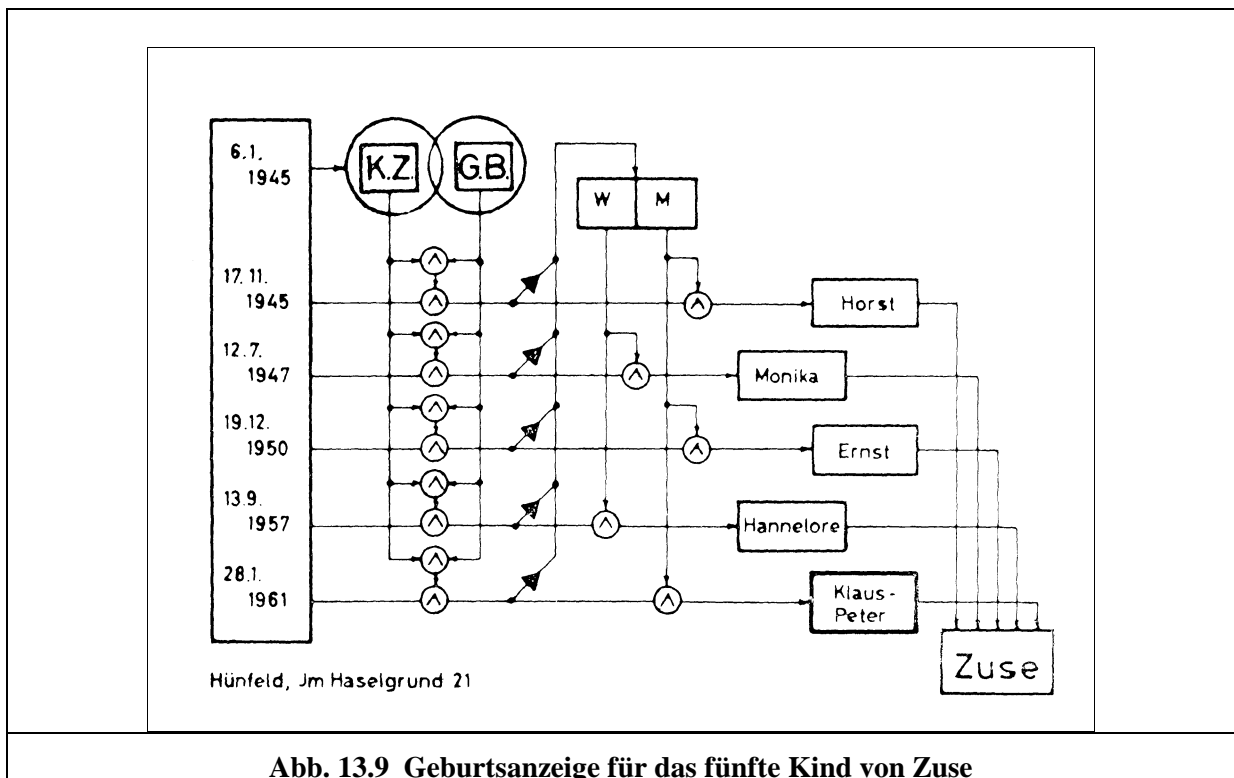 6.1.
1945
K.Z. G.B.
W M
17.11.
1945
Horst
12.7.
1947
Monika
19.12.
1950
Ernst
13.9.
1957
Hannelore
28.1.
1961
Klaus-
Peter
Zuse
Hünfeld, Jm Haselgrund 21
Abb. 13.9 Geburtsanzeige für das fünfte Kind von Zuse